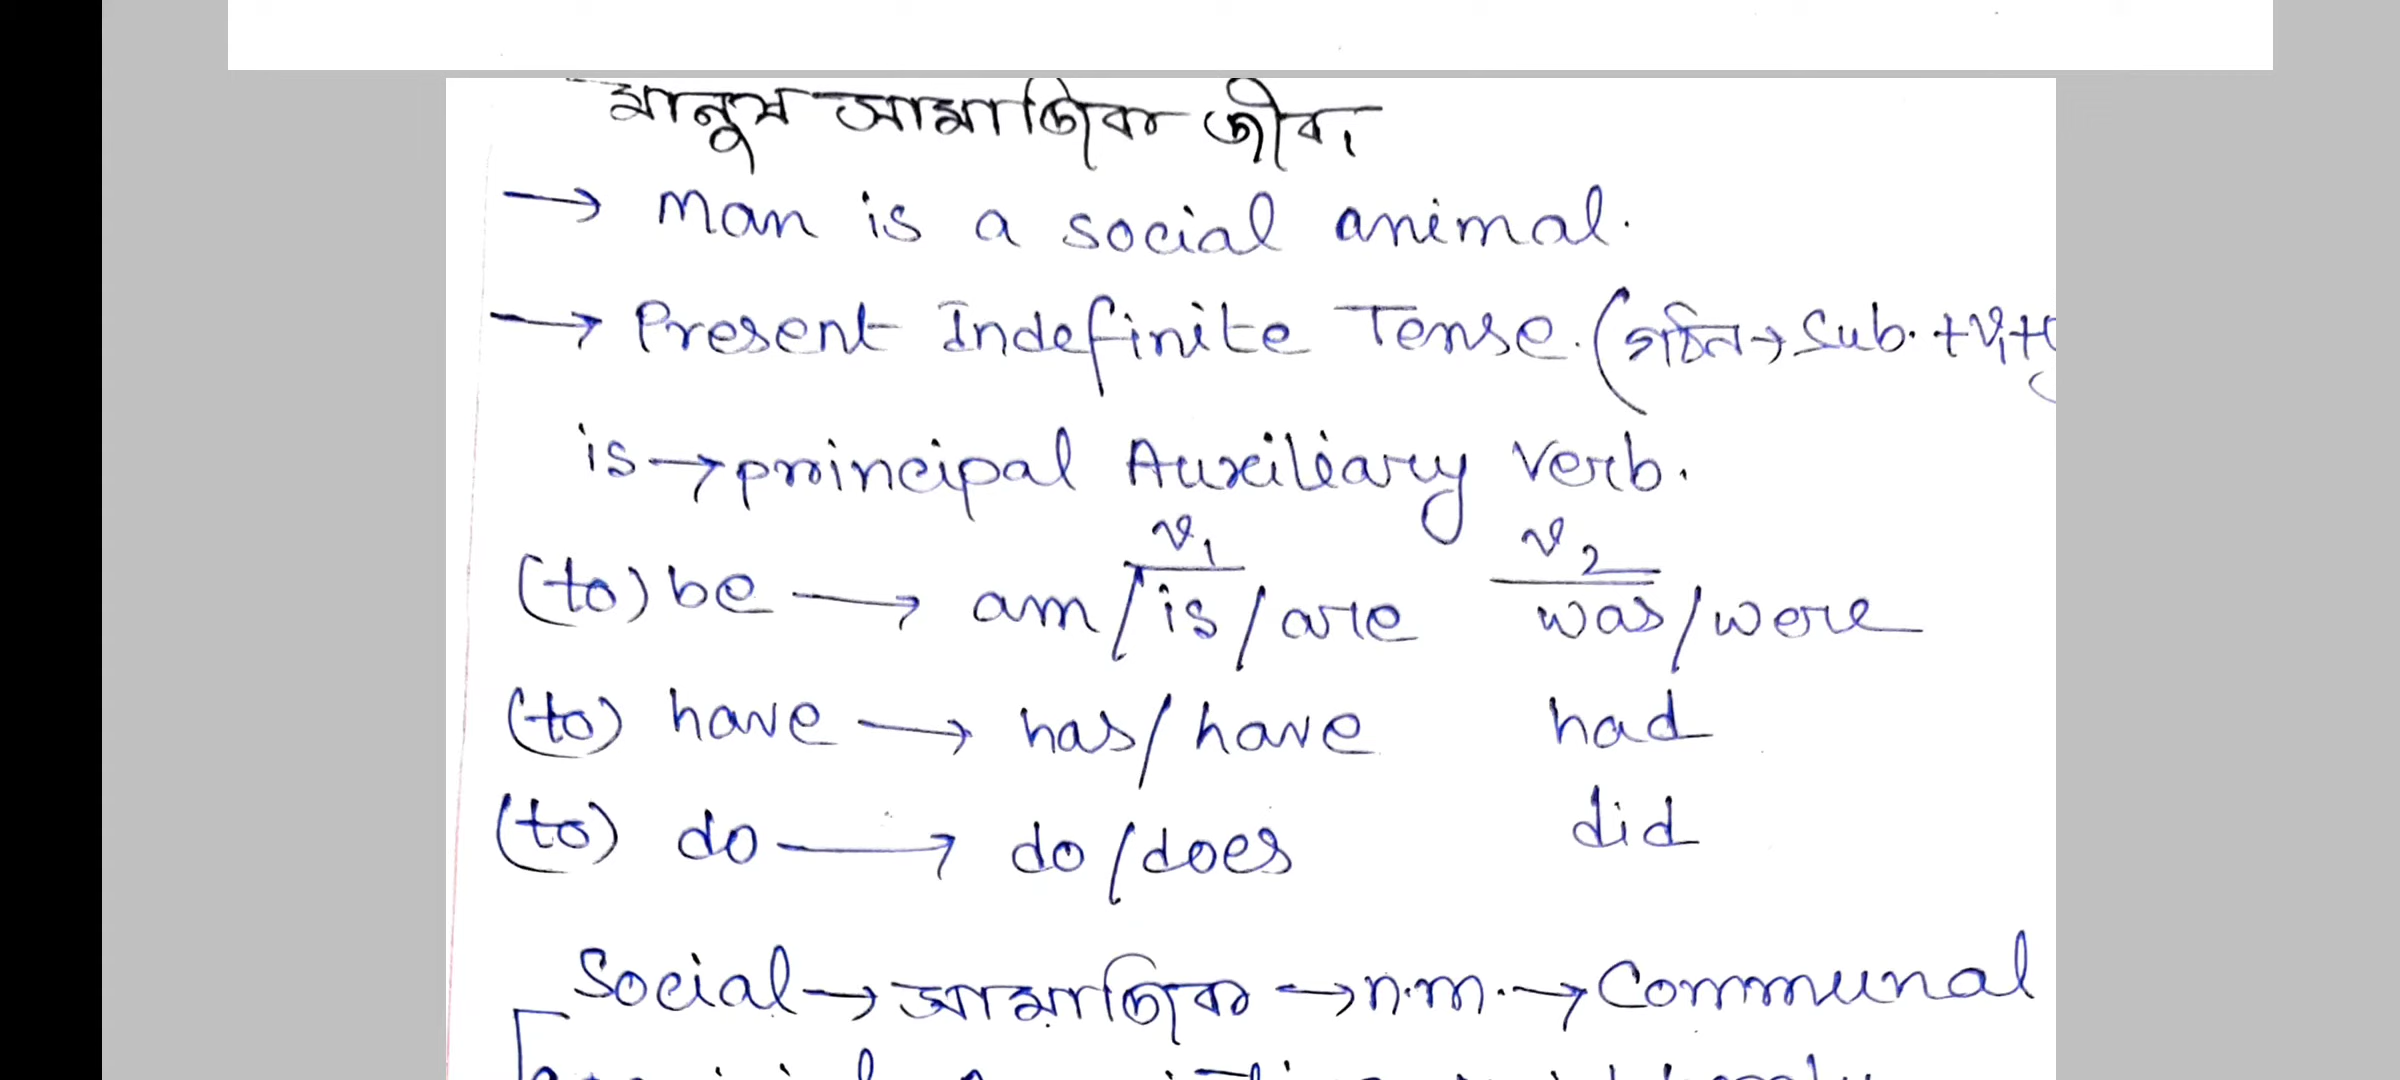 মানুষ সামাজিক জীব।
→ Man is a social animal.
→ Present Indefinite Tense. (গঠন → Sub. + V₁ +
is → principal Auxiliary Verb.
V₁ V₂
(to) be → am / is / are was / were
(to) have → has / have had
(to) do → do / does did
Social → সামাজিক → n.m. → Communal